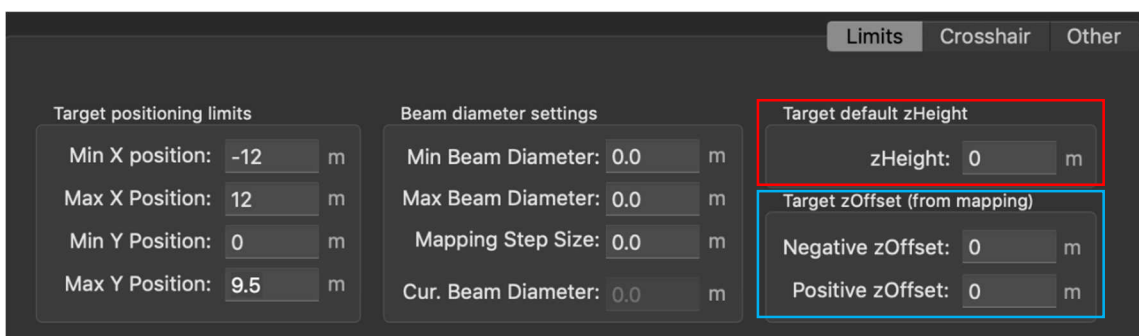 Limits Crosshair Other
Target positioning limits
Min X position: -12 m
Max X Position: 12 m
Min Y Position: 0 m
Max Y Position: 9.5 m
Beam diameter settings
Min Beam Diameter: 0.0 m
Max Beam Diameter: 0.0 m
Mapping Step Size: 0.0 m
Cur. Beam Diameter: 0.0 m
Target default zHeight
zHeight: 0 m
Target zOffset (from mapping)
Negative zOffset: 0 m
Positive zOffset: 0 m